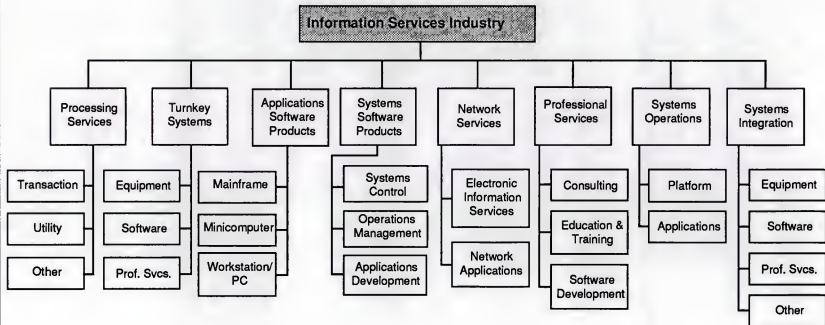 Information Services Industry
Processing
Services
Turnkey
Systems
Applications
Software
Products
Systems
Software
Products
Network
Services
Professional
Services
Systems
Operations
Systems
Integration
Transaction
Utility
Other
Equipment
Software
Prof. Svcs.
Mainframe
Minicomputer
Workstation/
PC
Systems
Control
Operations
Management
Applications
Development
Electronic
Information
Services
Network
Applications
Consulting
Education &
Training
Software
Development
Platform
Applications
Equipment
Software
Prof. Svcs.
Other